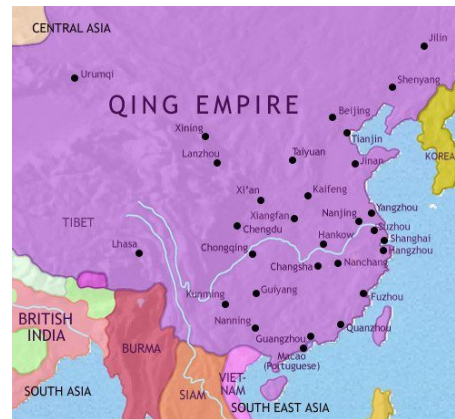 CENTRAL ASIA
Jilin
Urumqi
Shenyang
QING EMPIRE
Beijing
Xining
Tianjin
Lanzhou
Taiyuan
Jinan
KOREA
Xi'an
Kaifeng
TIBET
Xiangfan
Nanjing
Yangzhou
Chengdu
Suzhou
Lhasa
Hankow
Shanghai
Chongqing
Hangzhou
Changsha
Nanchang
Kunming
Guiyang
Fuzhou
BRITISH
INDIA
Nanning
Quanzhou
BURMA
Guangzhou
Macao
(Portuguese)
SOUTH ASIA
SIAM
VIET-
NAM
SOUTH EAST ASIA